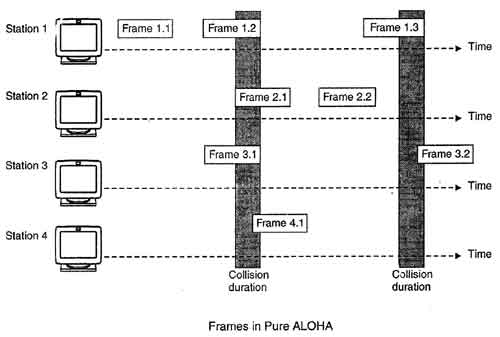 Station 1
Frame 1.1
Frame 1.2
Frame 1.3
Time
Station 2
Frame 2.1
Frame 2.2
Time
Station 3
Frame 3.1
Frame 3.2
Time
Station 4
Frame 4.1
Time
Collision
duration
Collision
duration
Frames in Pure ALOHA